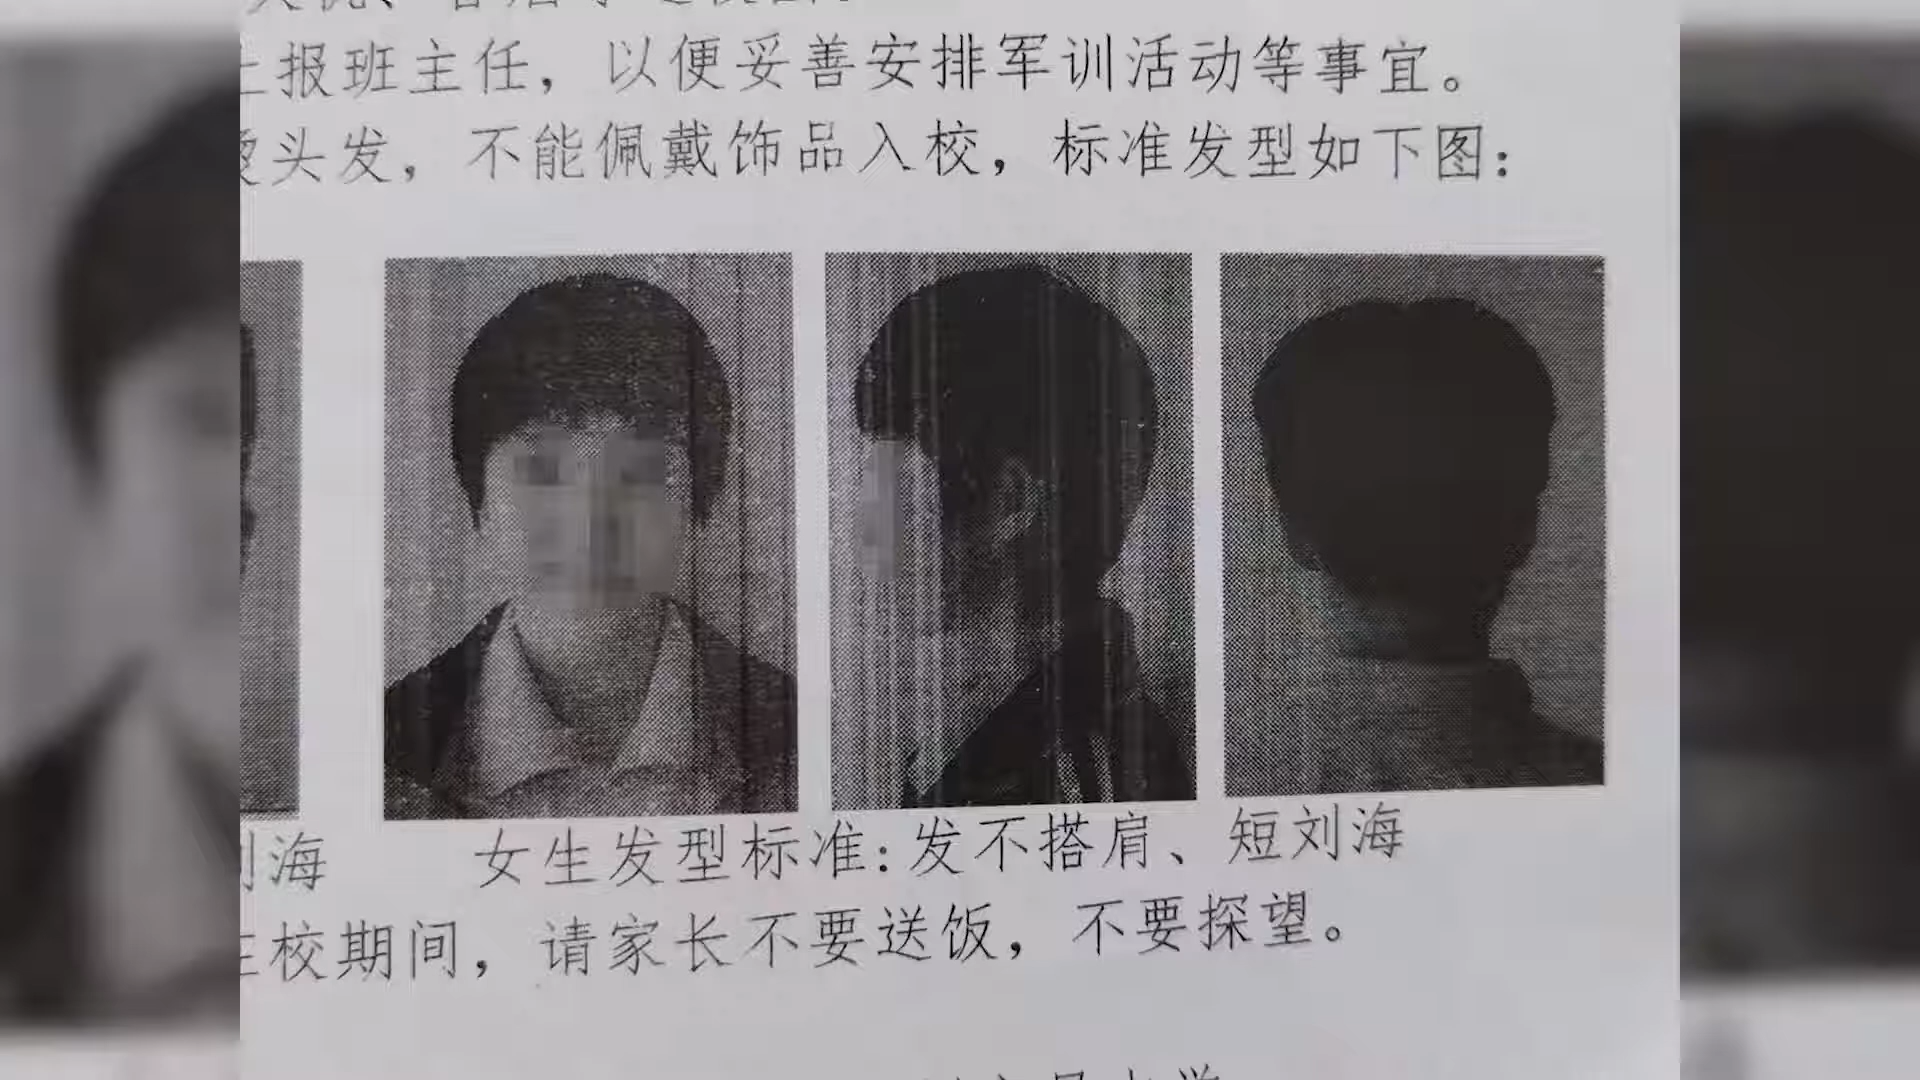 上报班主任，以便妥善安排军训活动等事宜。
烫头发，不能佩戴饰品入校，标准发型如下图：
刘海 女生发型标准：发不搭肩、短刘海
在校期间，请家长不要送饭，不要探望。